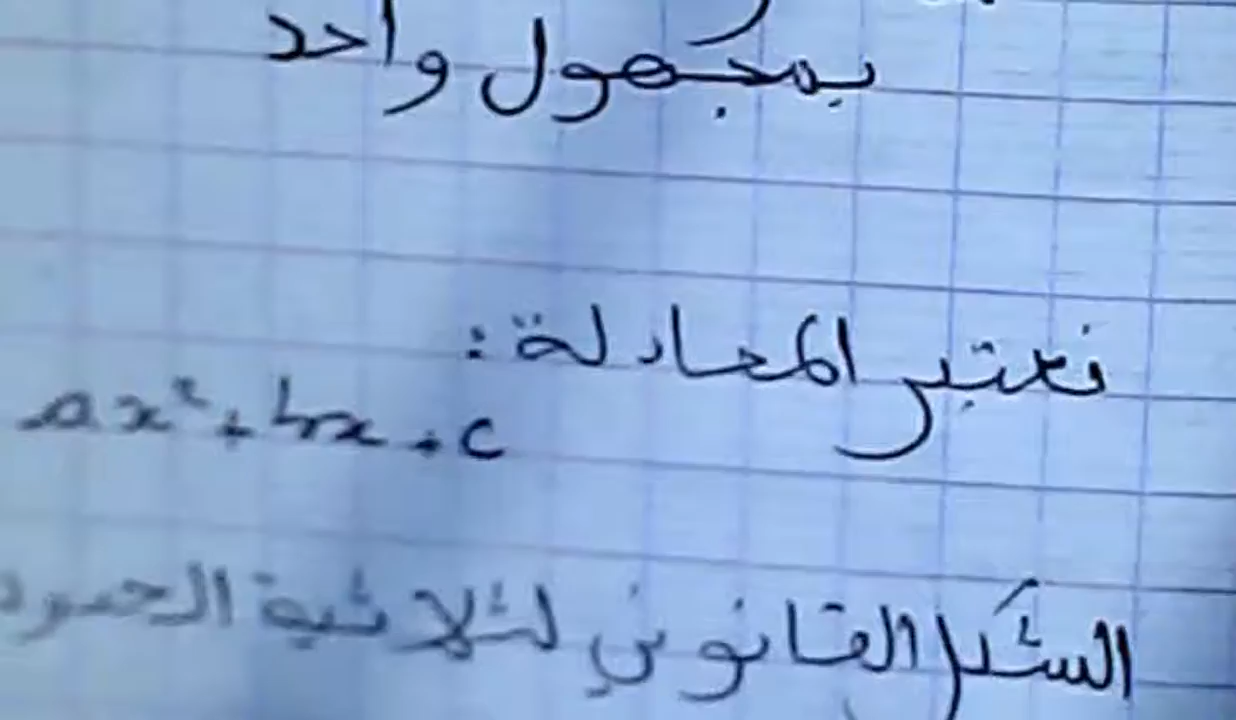 بمجهول واحد
نعتبر المعادلة:
ax²+bx+c
الشكل القانوني لثلاثية الحدود